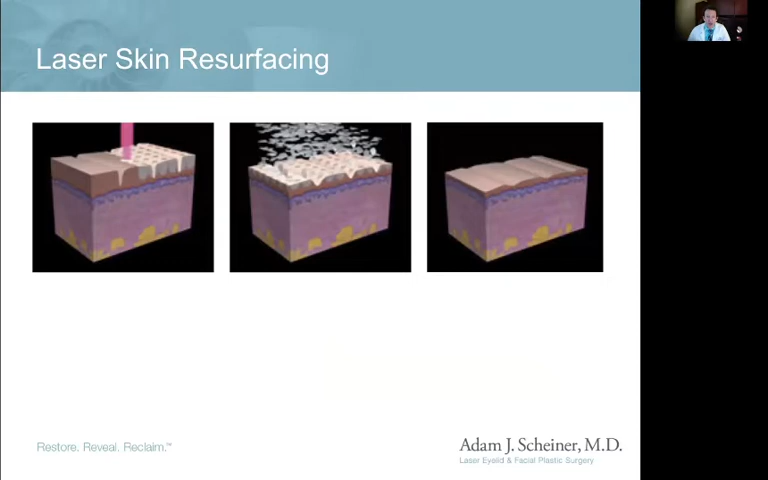 Laser Skin Resurfacing
Restore. Reveal. Reclaim.™
Adam J. Scheiner, M.D.
Laser Eyelid & Facial Plastic Surgery